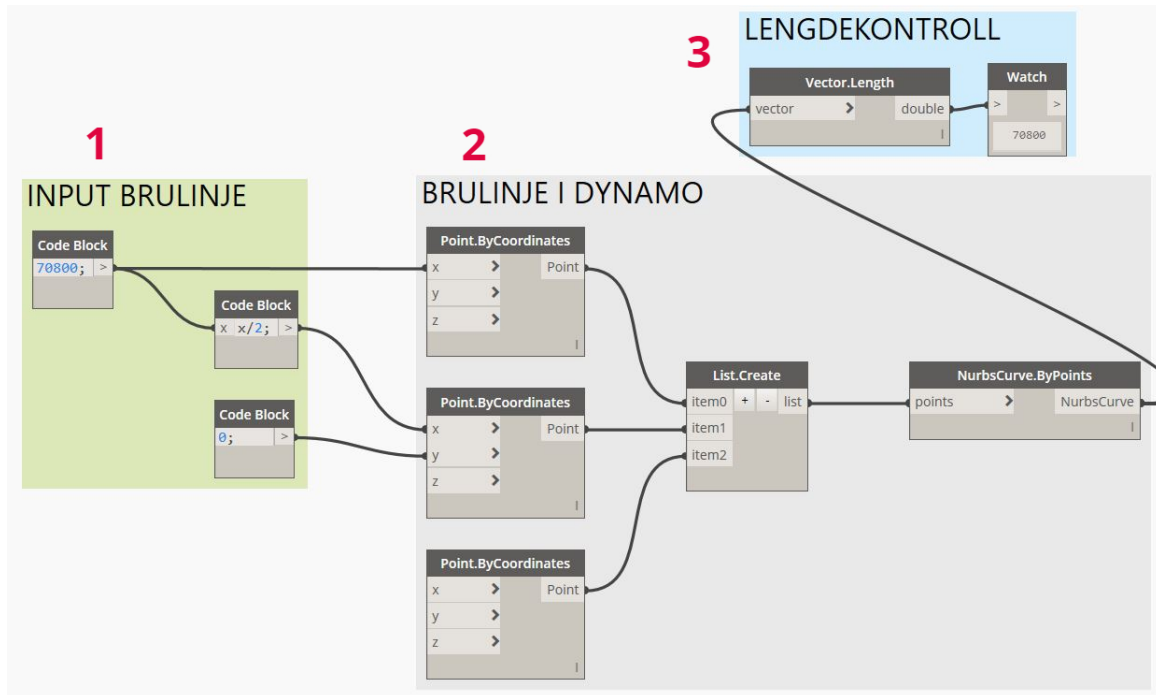 1
INPUT BRULINJE
Code Block
70800; >
Code Block
x x/2; >
Code Block
0; >
2
BRULINJE I DYNAMO
Point.ByCoordinates
x > Point
y >
z >
l
Point.ByCoordinates
x > Point
y >
z >
l
Point.ByCoordinates
x > Point
y >
z >
l
List.Create
item0 + - list
item1
item2
NurbsCurve.ByPoints
points > NurbsCurve
l
3
LENGDEKONTROLL
Vector.Length
vector > double
l
Watch
> >
70800